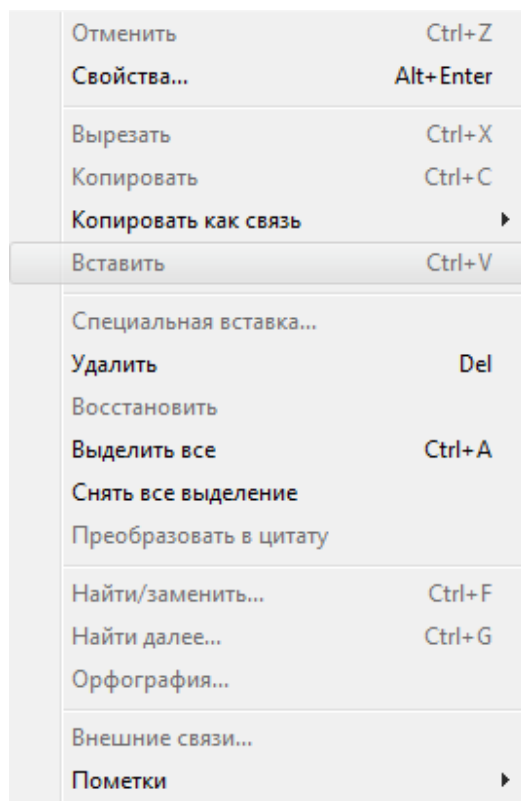 Отменить Ctrl+Z
Свойства... Alt+Enter
Вырезать Ctrl+X
Копировать Ctrl+C
Копировать как связь
Вставить Ctrl+V
Специальная вставка...
Удалить Del
Восстановить
Выделить все Ctrl+A
Снять все выделение
Преобразовать в цитату
Найти/заменить... Ctrl+F
Найти далее... Ctrl+G
Орфография...
Внешние связи...
Пометки